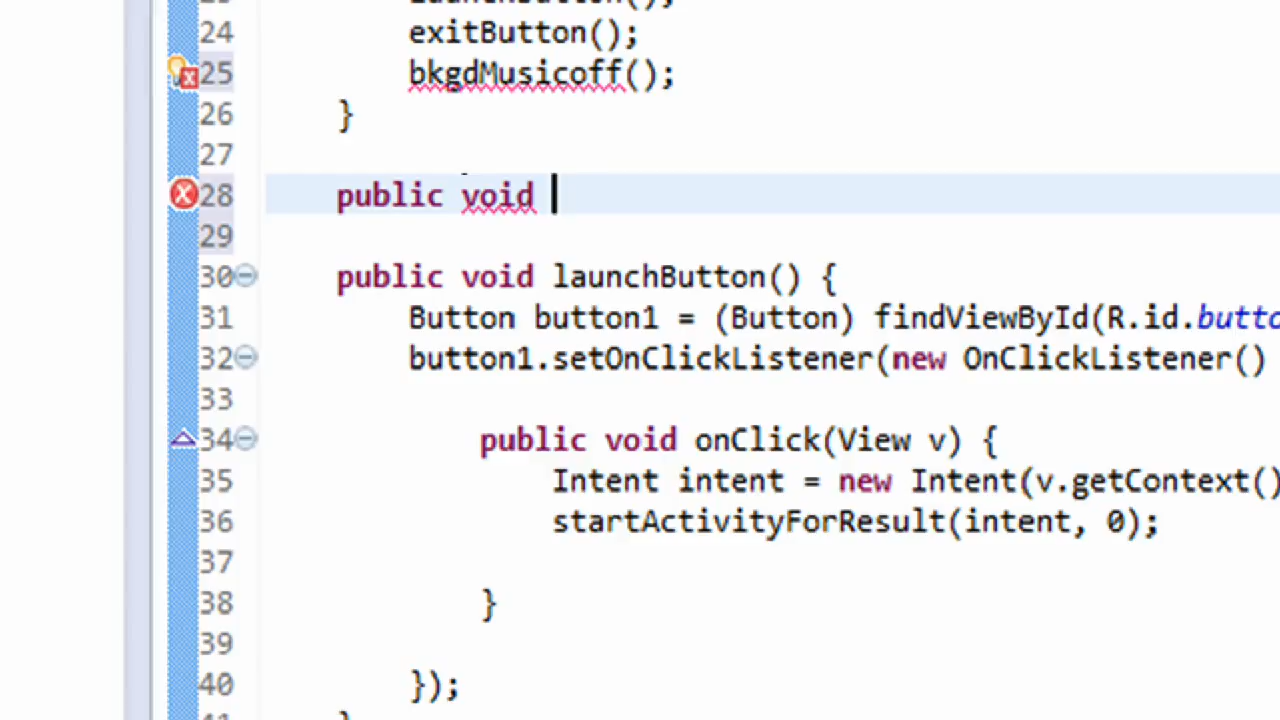 24 exitButton();
25 bkgdMusicoff();
26 }
27
28 public void
29
30 public void launchButton() {
31 Button button1 = (Button) findViewById(R.id.butto
32 button1.setOnClickListener(new OnClickListener()
33
34 public void onClick(View v) {
35 Intent intent = new Intent(v.getContext()
36 startActivityForResult(intent, 0);
37
38 }
39
40 });